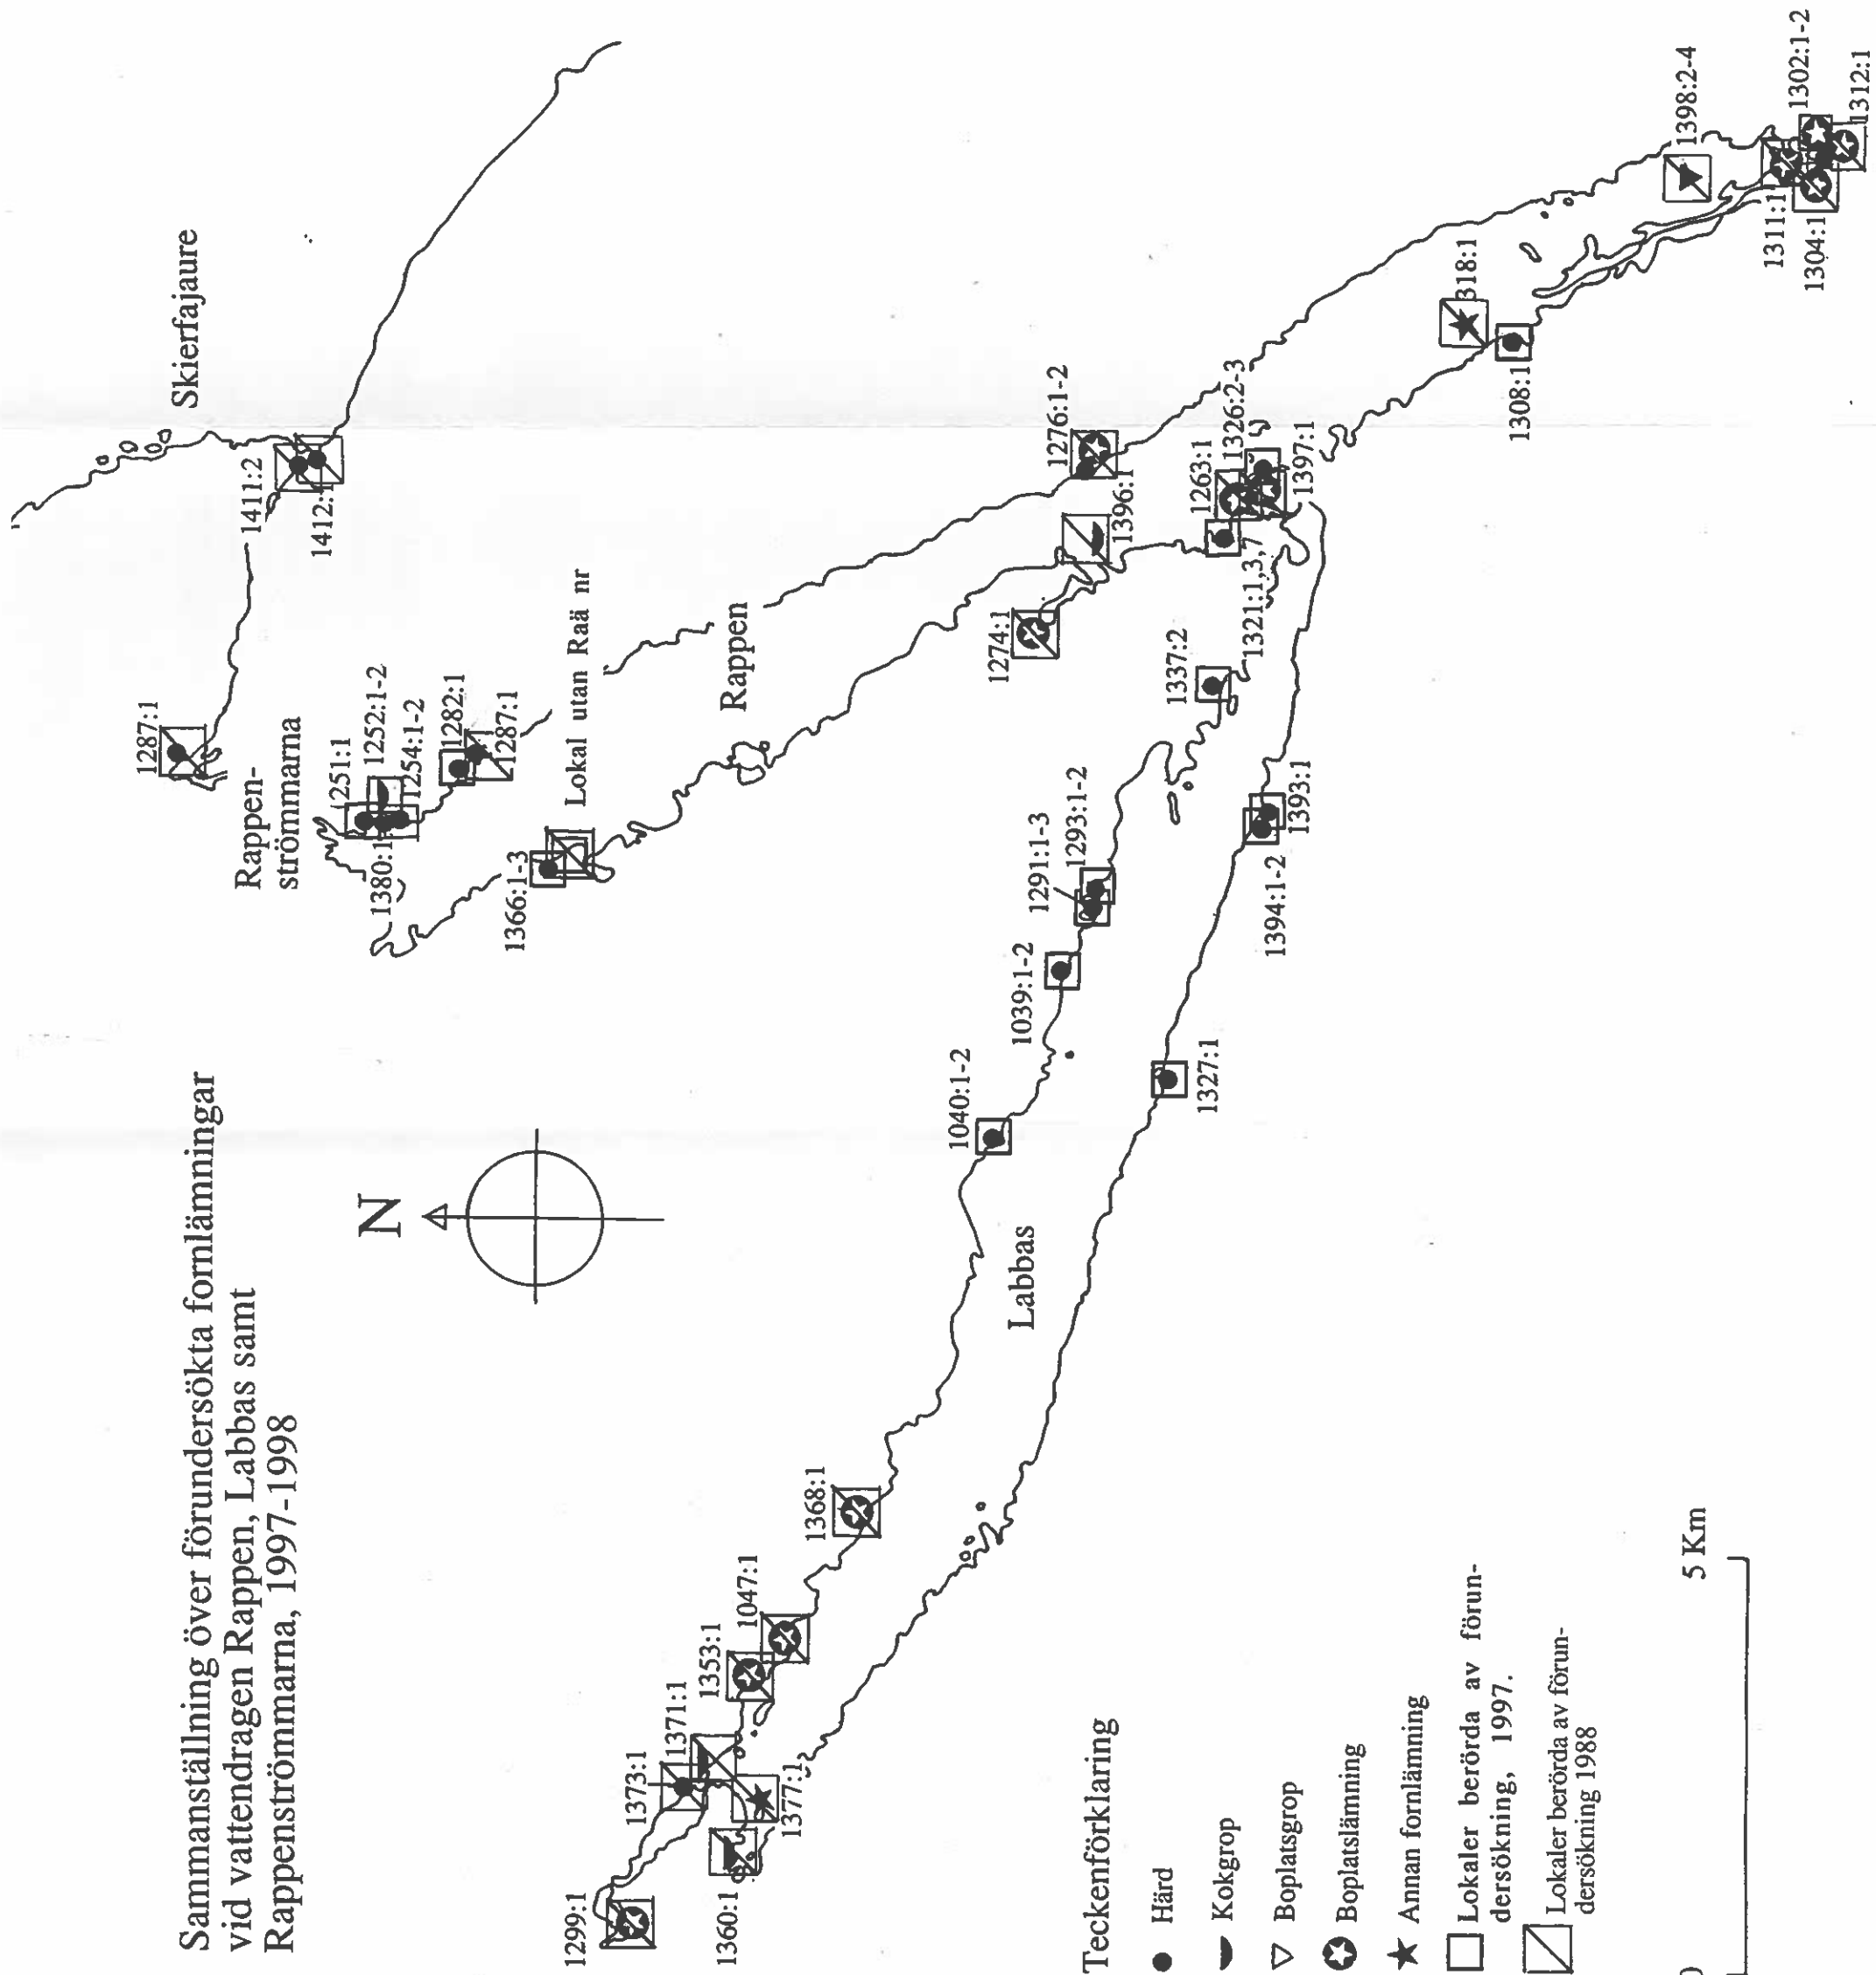 Sammanställning över förundersökta fornlämningar
vid vattendragen Rappen, Labbas samt
Rappenströmmarna, 1997-1998
N
Skierfajaure
1411:2
1412:1
1287:1
Rappen-
strömmarna
1251:1
1252:1-2
1254:1-2
1380:1
1282:1
1287:1
1366:1-3
Lokal utan Raä nr
Rappen
1276:1-2
1396:1
1274:1
1263:1
1326:2-3
1397:1
1321:1,3,7
1337:2
318:1
1308:1
1398:2-4
1302:1-2
1312:1
1311:1
1304:1
1293:1-2
1291:1-3
1039:1-2
1040:1-2
1393:1
1394:1-2
1327:1
Labbas
1368:1
1047:1
1353:1
1371:1
1373:1
1377:1
1360:1
1299:1
Teckenförklaring
Härd
Kokgrop
Boplatsgrop
Boplatslämning
Annan fornlämning
Lokaler berörda av förun-
dersökning, 1997.
Lokaler berörda av förun-
dersökning 1988
5 Km